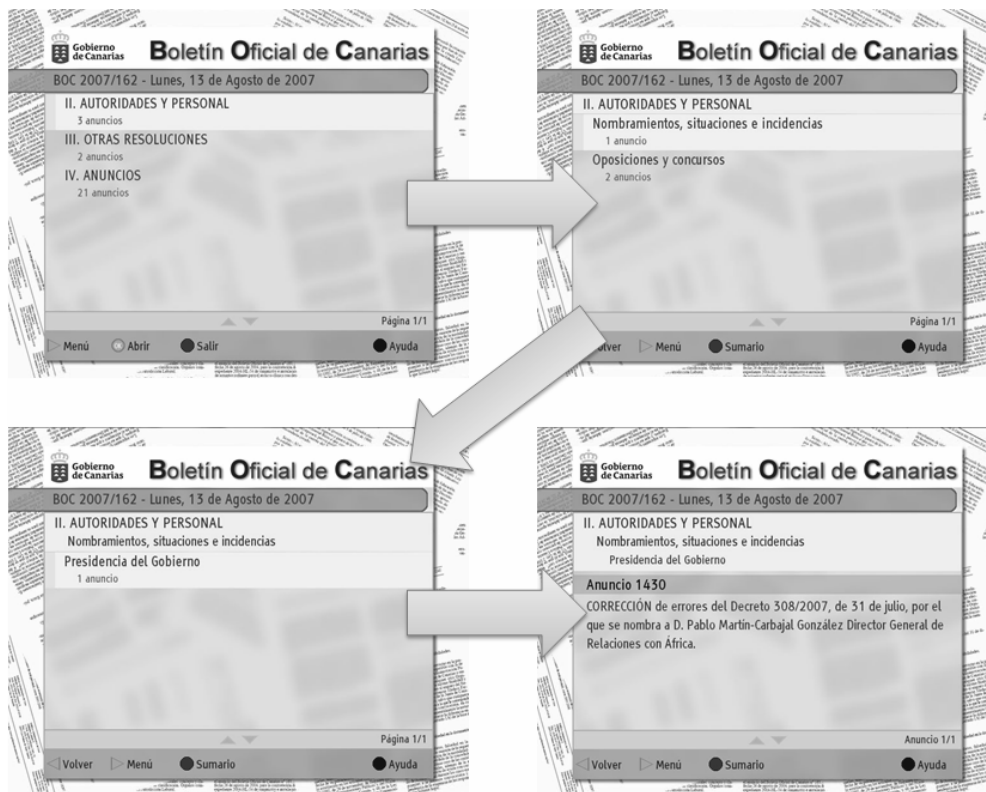 Gobierno
de Canarias
Boletín Oficial de Canarias
BOC 2007/162 - Lunes, 13 de Agosto de 2007
II. AUTORIDADES Y PERSONAL
3 anuncios
III. OTRAS RESOLUCIONES
2 anuncios
IV. ANUNCIOS
21 anuncios
Página 1/1
Menú Abrir Salir Ayuda
Gobierno
de Canarias
Boletín Oficial de Canarias
BOC 2007/162 - Lunes, 13 de Agosto de 2007
II. AUTORIDADES Y PERSONAL
Nombramientos, situaciones e incidencias
1 anuncio
Oposiciones y concursos
2 anuncios
Página 1/1
Menú Sumario Ayuda
Gobierno
de Canarias
Boletín Oficial de Canarias
BOC 2007/162 - Lunes, 13 de Agosto de 2007
II. AUTORIDADES Y PERSONAL
Nombramientos, situaciones e incidencias
Presidencia del Gobierno
1 anuncio
Página 1/1
Volver Menú Sumario Ayuda
Gobierno
de Canarias
Boletín Oficial de Canarias
BOC 2007/162 - Lunes, 13 de Agosto de 2007
II. AUTORIDADES Y PERSONAL
Nombramientos, situaciones e incidencias
Presidencia del Gobierno
Anuncio 1430
CORRECCIÓN de errores del Decreto 308/2007, de 31 de julio, por el
que se nombra a D. Pablo Martín-Carbajal González Director General de
Relaciones con África.
Anuncio 1/1
Volver Menú Sumario Ayuda